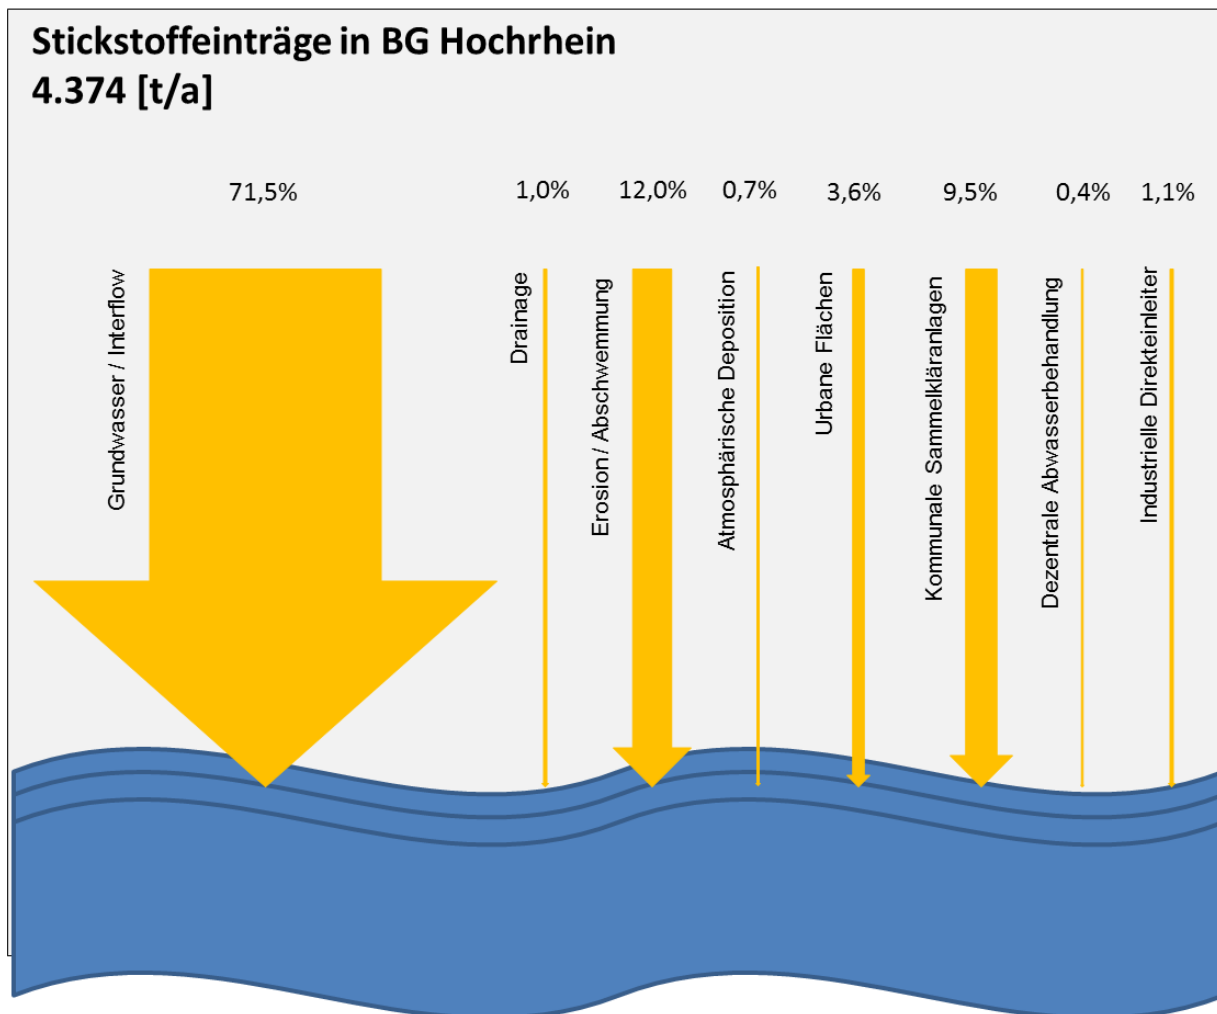 Stickstoffeinträge in BG Hochrhein
4.374 [t/a]
71,5%
1,0%
12,0%
0,7%
3,6%
9,5%
0,4%
1,1%
Grundwasser / Interflow
Drainage
Erosion / Abschwemmung
Atmosphärische Deposition
Urbane Flächen
Kommunale Sammelkläranlagen
Dezentrale Abwasserbehandlung
Industrielle Direkteinleiter